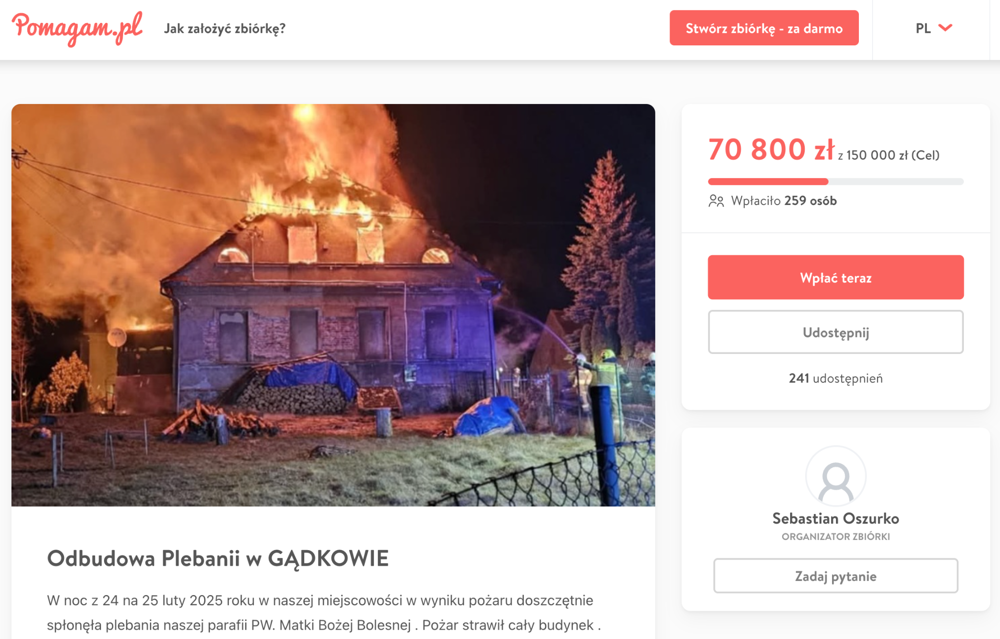 Pomagam.pl
Jak założyć zbiórkę?
Stwórz zbiórkę - za darmo
PL
70 800 zł z 150 000 zł (Cel)
Wpłaciło 259 osób
Wpłać teraz
Udostępnij
241 udostępnień
Sebastian Oszurko
ORGANIZATOR ZBIÓRKI
Zadaj pytanie
Odbudowa Plebanii w GĄDKOWIE
W noc z 24 na 25 luty 2025 roku w naszej miejscowości w wyniku pożaru doszczętnie
spłonęła plebania naszej parafii PW. Matki Bożej Bolesnej . Pożar strawił cały budynek .